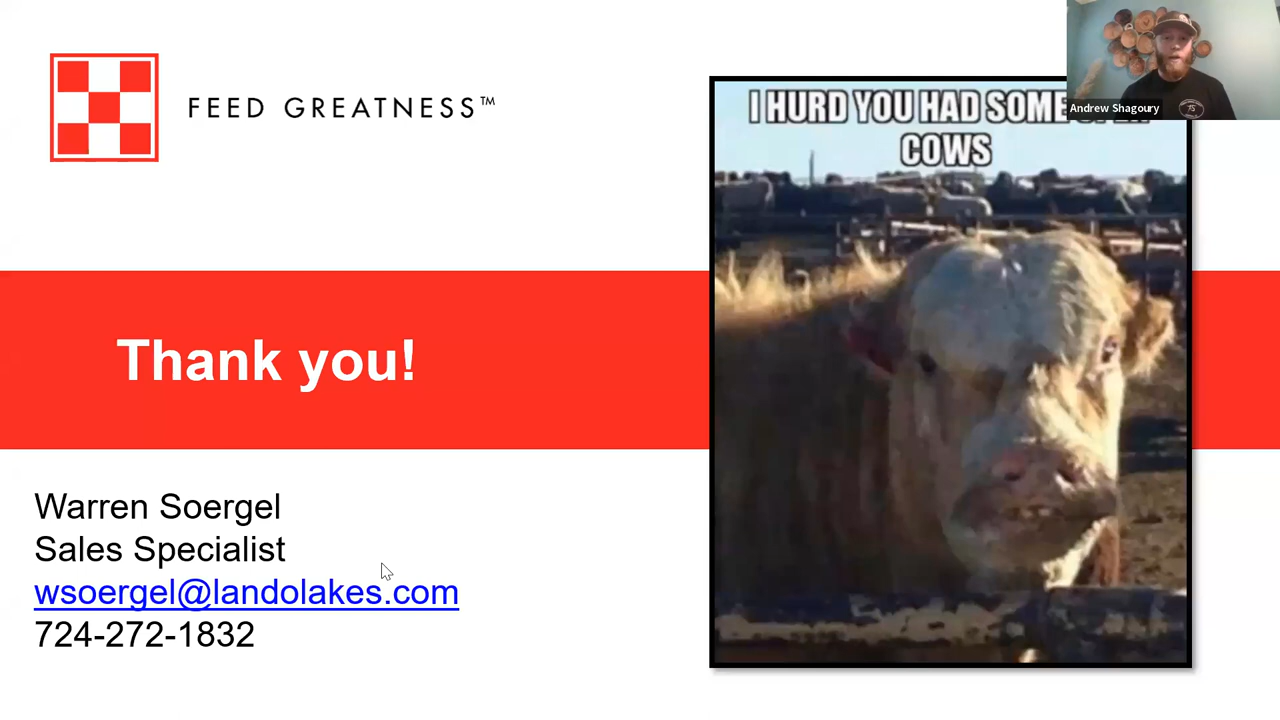 FEED GREATNESS™
I HURD YOU HAD SOME
COWS
Andrew Shagoury
Thank you!
Warren Soergel
Sales Specialist
wsoergel@landolakes.com
724-272-1832